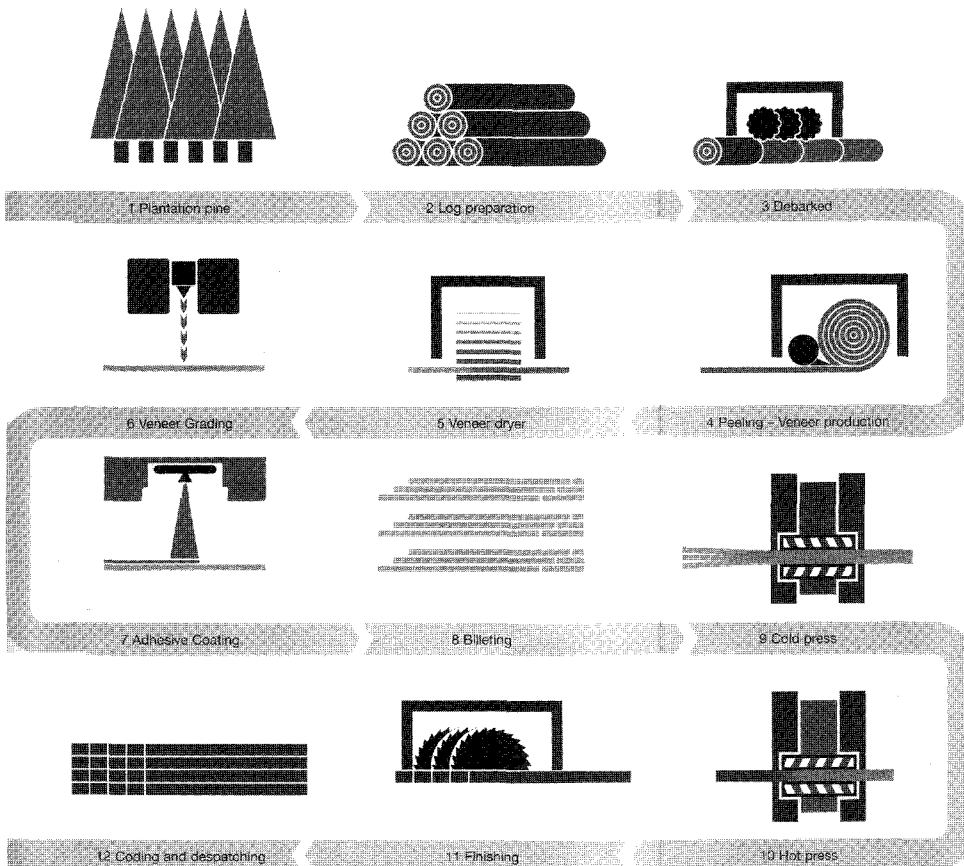 1 Plantation pine
2 Log preparation
3 Debarked
4 Peeling – Veneer production
5 Veneer dryer
6 Veneer Grading
7 Adhesive Coating
8 Billeting
9 Cold press
10 Hot press
11 Finishing
12 Coding and despatching